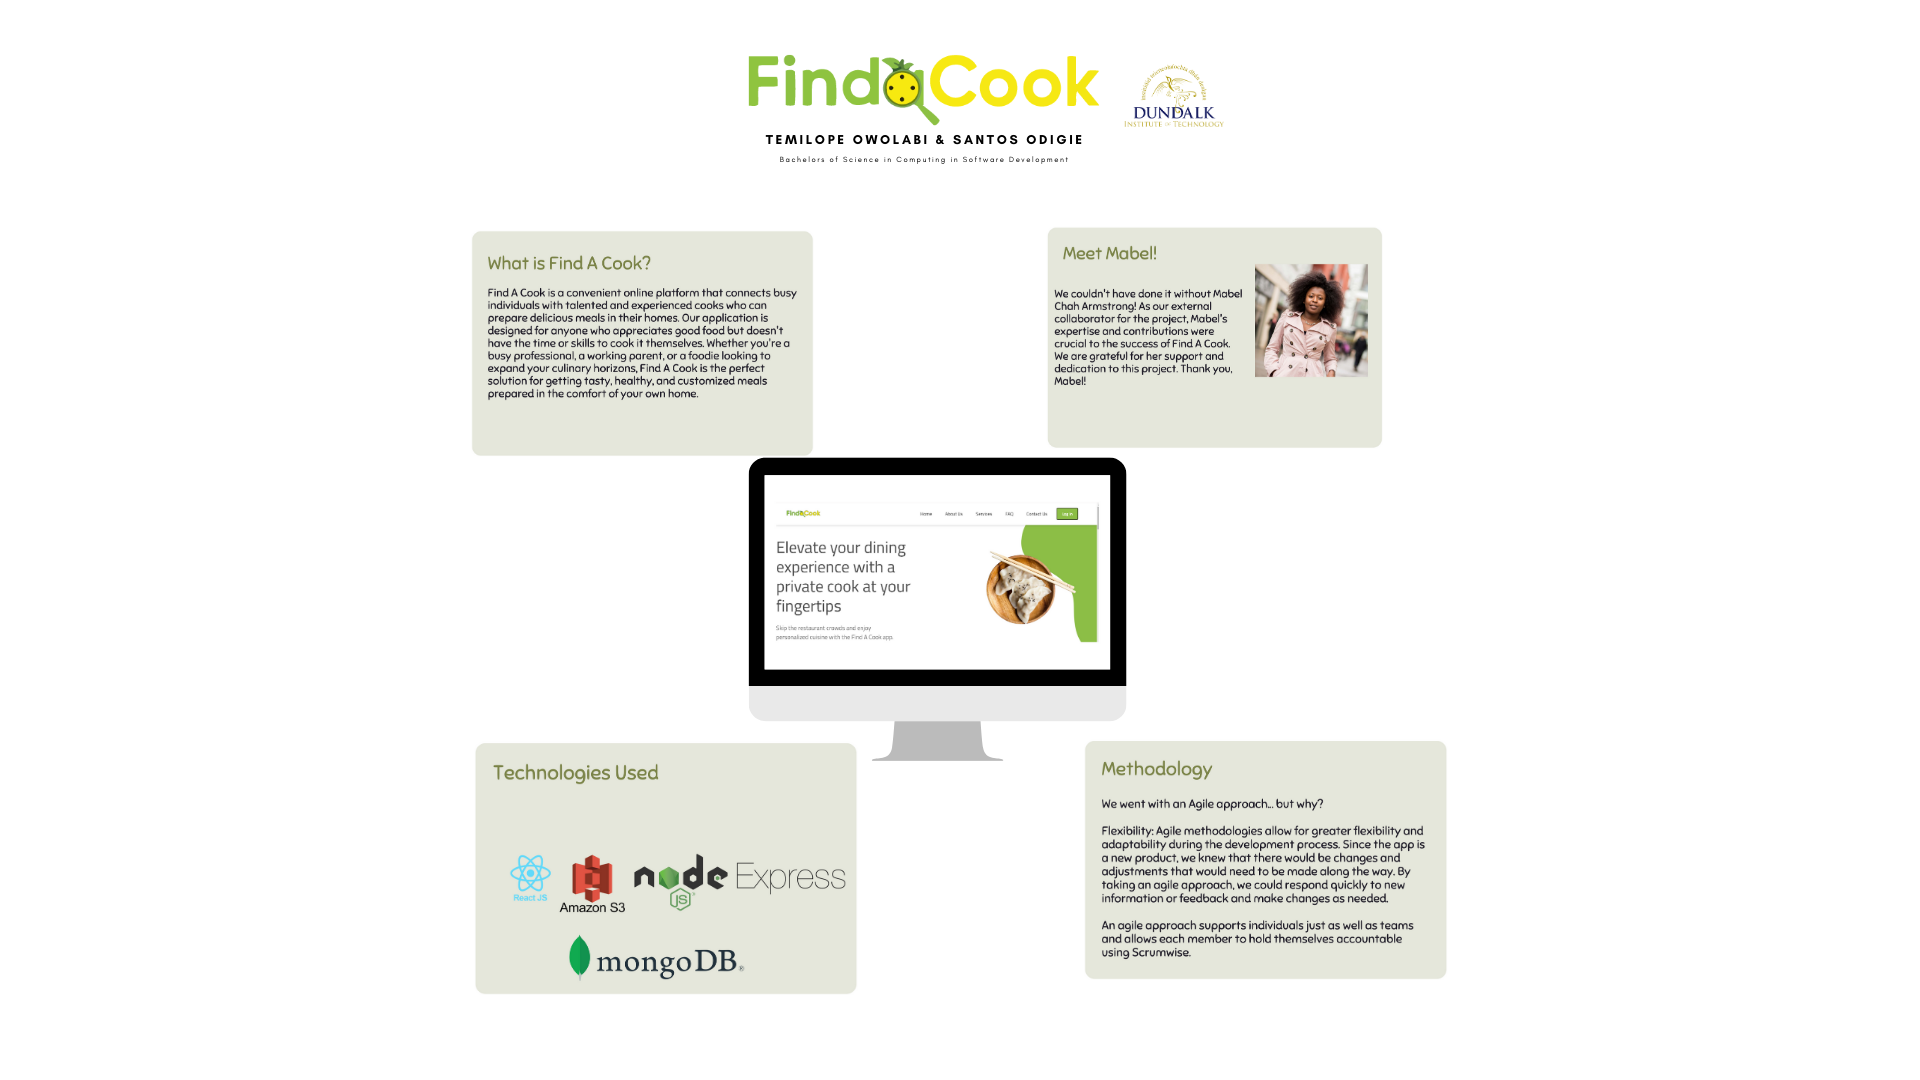 FindaCook
TEMILOPE OWOLABI & SANTOS ODIGIE
Bachelors of Science in Computing in Software Development
DUNDALK
INSTITUTE OF TECHNOLOGY
What is Find A Cook?
Find A Cook is a convenient online platform that connects busy
individuals with talented and experienced cooks who can
prepare delicious meals in their homes. Our application is
designed for anyone who appreciates good food but doesn't
have the time or skills to cook it themselves. Whether you're a
busy professional, a working parent, or a foodie looking to
expand your culinary horizons, Find A Cook is the perfect
solution for getting tasty, healthy, and customized meals
prepared in the comfort of your own home.
Meet Mabel!
We couldn't have done it without Mabel
Chah Armstrong! As our external
collaborator for the project, Mabel's
expertise and contributions were
crucial to the success of Find A Cook.
We are grateful for her support and
dedication to this project. Thank you,
Mabel!
FindaCook
Home About Us Services FAQ Contact Us Log In
Elevate your dining
experience with a
private cook at your
fingertips
Skip the restaurant crowds and enjoy
personalized cuisine with the Find A Cook app.
Technologies Used
React JS
Amazon S3
node
JS
Express
mongoDB®
Methodology
We went with an Agile approach... but why?
Flexibility: Agile methodologies allow for greater flexibility and
adaptability during the development process. Since the app is
a new product, we knew that there would be changes and
adjustments that would need to be made along the way. By
taking an agile approach, we could respond quickly to new
information or feedback and make changes as needed.
An agile approach supports individuals just as well as teams
and allows each member to hold themselves accountable
using Scrumwise.